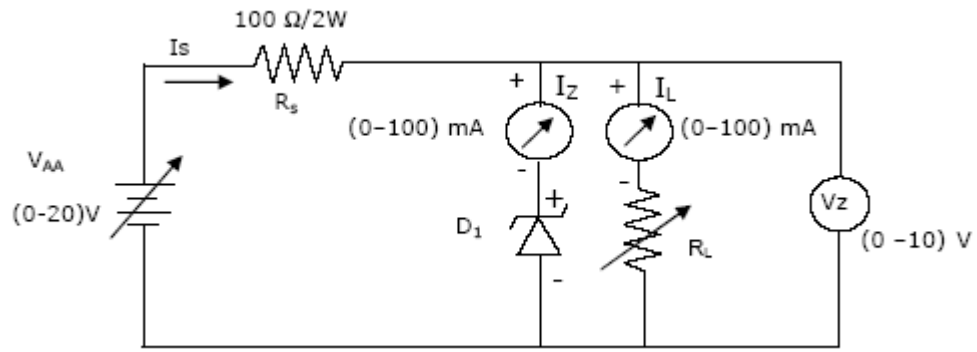 100 Ω/2W
Is
Rs
+
IZ
+
IL
(0-100) mA
(0-100) mA
VAA
(0-20)V
-
-
+
D1
-
RL
Vz
(0 -10) V